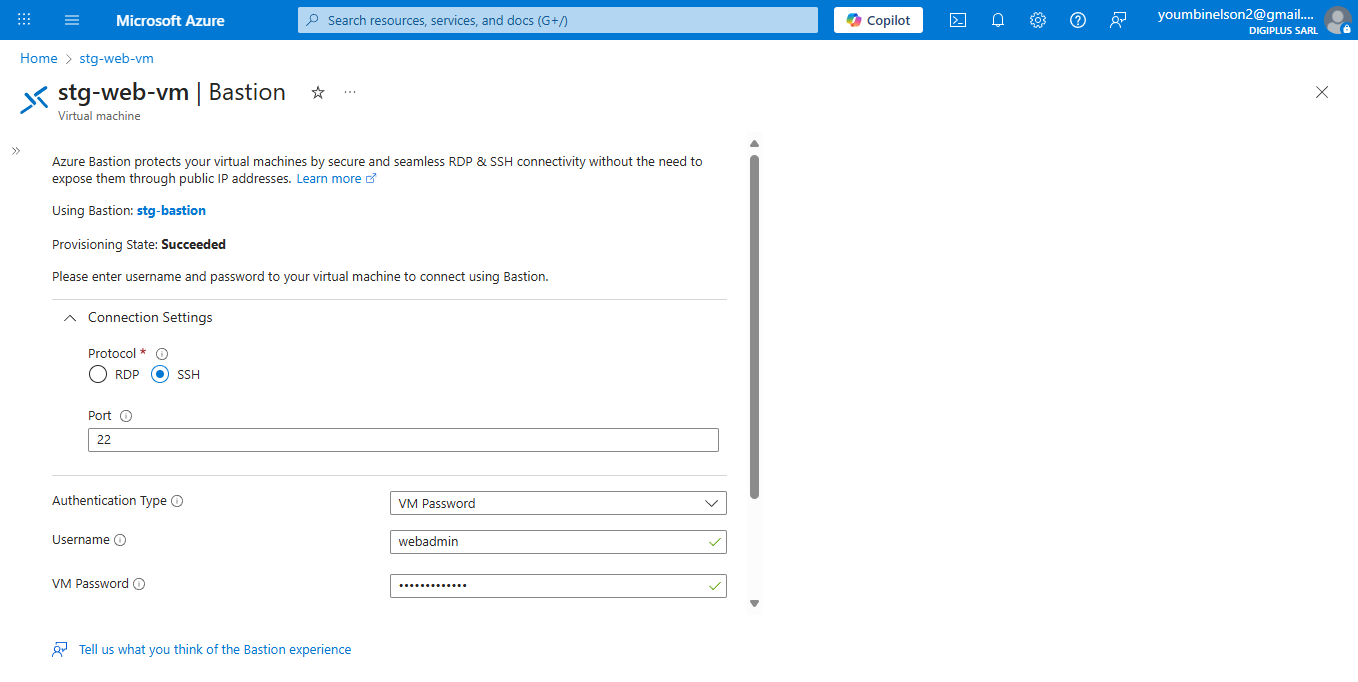 Microsoft Azure
Search resources, services, and docs (G+/)
Copilot
youmbinelson2@gmail....
DIGIPLUS SARL
Home > stg-web-vm
stg-web-vm | Bastion
Virtual machine
Azure Bastion protects your virtual machines by secure and seamless RDP & SSH connectivity without the need to
expose them through public IP addresses. Learn more
Using Bastion: stg-bastion
Provisioning State: Succeeded
Please enter username and password to your virtual machine to connect using Bastion.
Connection Settings
Protocol *
RDP SSH
Port
22
Authentication Type
VM Password
Username
webadmin
VM Password
•••••••••••••
Tell us what you think of the Bastion experience